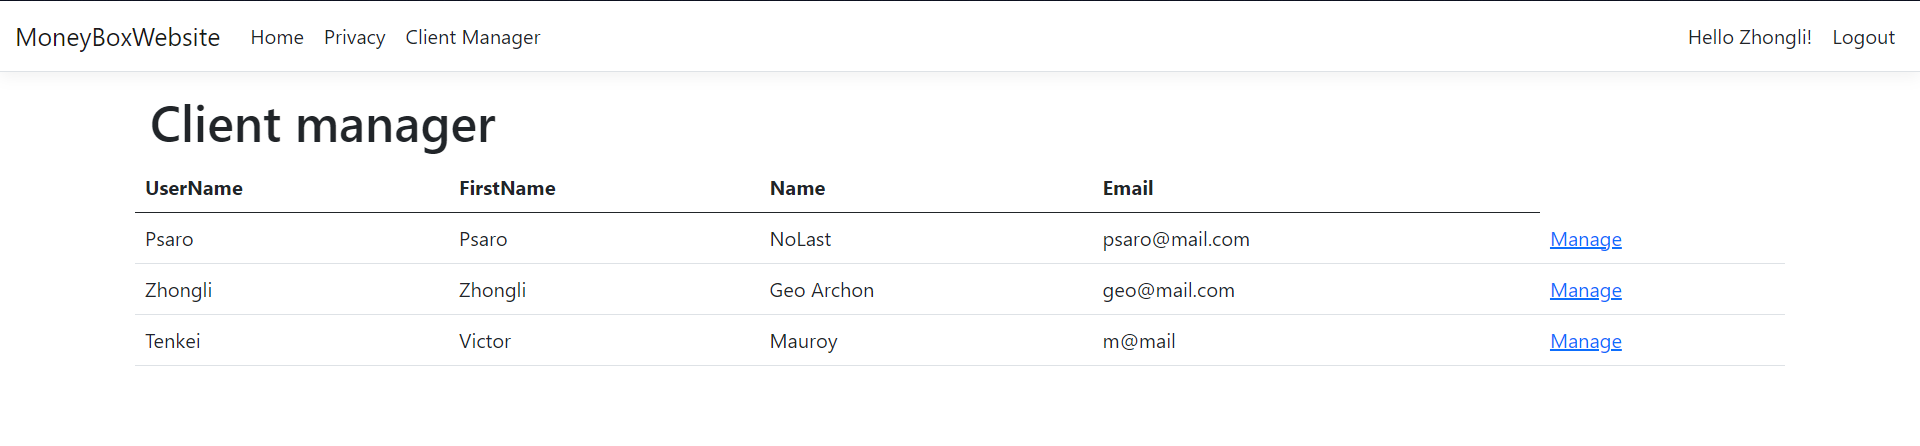 MoneyBoxWebsite Home Privacy Client Manager Hello Zhongli! Logout
Client manager
UserName FirstName Name Email
Psaro Psaro NoLast psaro@mail.com Manage
Zhongli Zhongli Geo Archon geo@mail.com Manage
Tenkei Victor Mauroy m@mail Manage